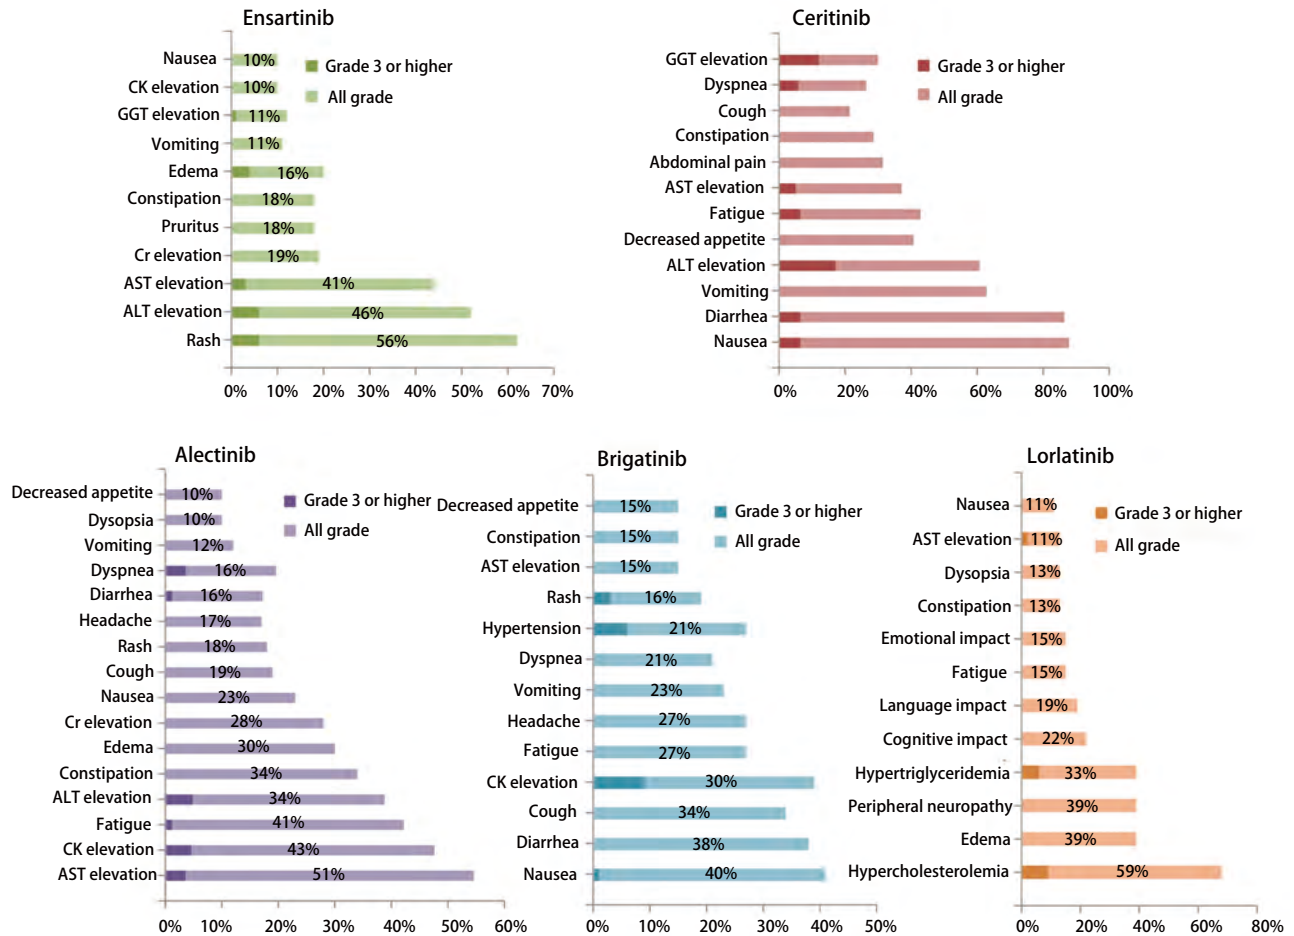 Ensartinib
Nausea 10%
CK elevation 10%
GGT elevation 11%
Vomiting 11%
Edema 16%
Constipation 18%
Pruritus 18%
Cr elevation 19%
AST elevation 41%
ALT elevation 46%
Rash 56%
0% 10% 20% 30% 40% 50% 60% 70%
Grade 3 or higher
All grade
Ceritinib
GGT elevation
Dyspnea
Cough
Constipation
Abdominal pain
AST elevation
Fatigue
Decreased appetite
ALT elevation
Vomiting
Diarrhea
Nausea
0% 20% 40% 60% 80% 100%
Grade 3 or higher
All grade
Alectinib
Decreased appetite 10%
Dysopsia 10%
Vomiting 12%
Dyspnea 16%
Diarrhea 16%
Headache 17%
Rash 18%
Cough 19%
Nausea 23%
Cr elevation 28%
Edema 30%
Constipation 34%
ALT elevation 34%
Fatigue 41%
CK elevation 43%
AST elevation 51%
0% 10% 20% 30% 40% 50% 60%
Grade 3 or higher
All grade
Brigatinib
Decreased appetite 15%
Constipation 15%
AST elevation 15%
Rash 16%
Hypertension 21%
Dyspnea 21%
Vomiting 23%
Headache 27%
Fatigue 27%
CK elevation 30%
Cough 34%
Diarrhea 38%
Nausea 40%
0% 10% 20% 30% 40% 50%
Grade 3 or higher
All grade
Lorlatinib
Nausea 11%
AST elevation 11%
Dysopsia 13%
Constipation 13%
Emotional impact 15%
Fatigue 15%
Language impact 19%
Cognitive impact 22%
Hypertriglyceridemia 33%
Peripheral neuropathy 39%
Edema 39%
Hypercholesterolemia 59%
0% 20% 40% 60% 80%
Grade 3 or higher
All grade